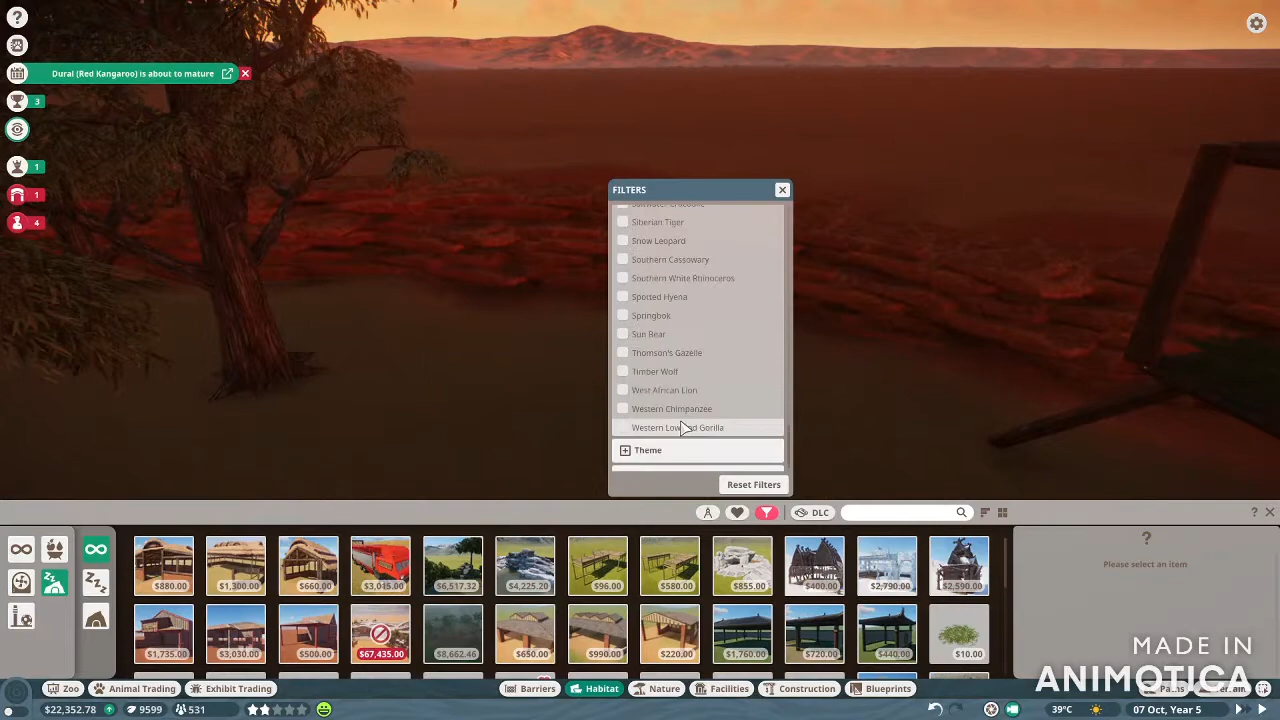 Dural (Red Kangaroo) is about to mature
3
1
1
4
FILTERS
Siberian Tiger
Snow Leopard
Southern Cassowary
Southern White Rhinoceros
Spotted Hyena
Springbok
Sun Bear
Thomson's Gazelle
Timber Wolf
West African Lion
Western Chimpanzee
Western Lowland Gorilla
Theme
Reset Filters
DLC
? 
Please select an item
$880.00 $1,300.00 $660.00 $3,015.00 $6,517.32 $4,225.20 $96.00 $580.00 $855.00 $400.00 $2,790.00 $2,590.00
$1,735.00 $3,030.00 $500.00 $67,435.00 $8,662.46 $650.00 $990.00 $220.00 $1,760.00 $720.00 $440.00 $10.00
MADE IN
ANIMOTICA
Zoo Animal Trading Exhibit Trading Barriers Habitat Nature Facilities Construction Blueprints Paths Terrain
$22,352.78 9599 531 39°C 07 Oct, Year 5